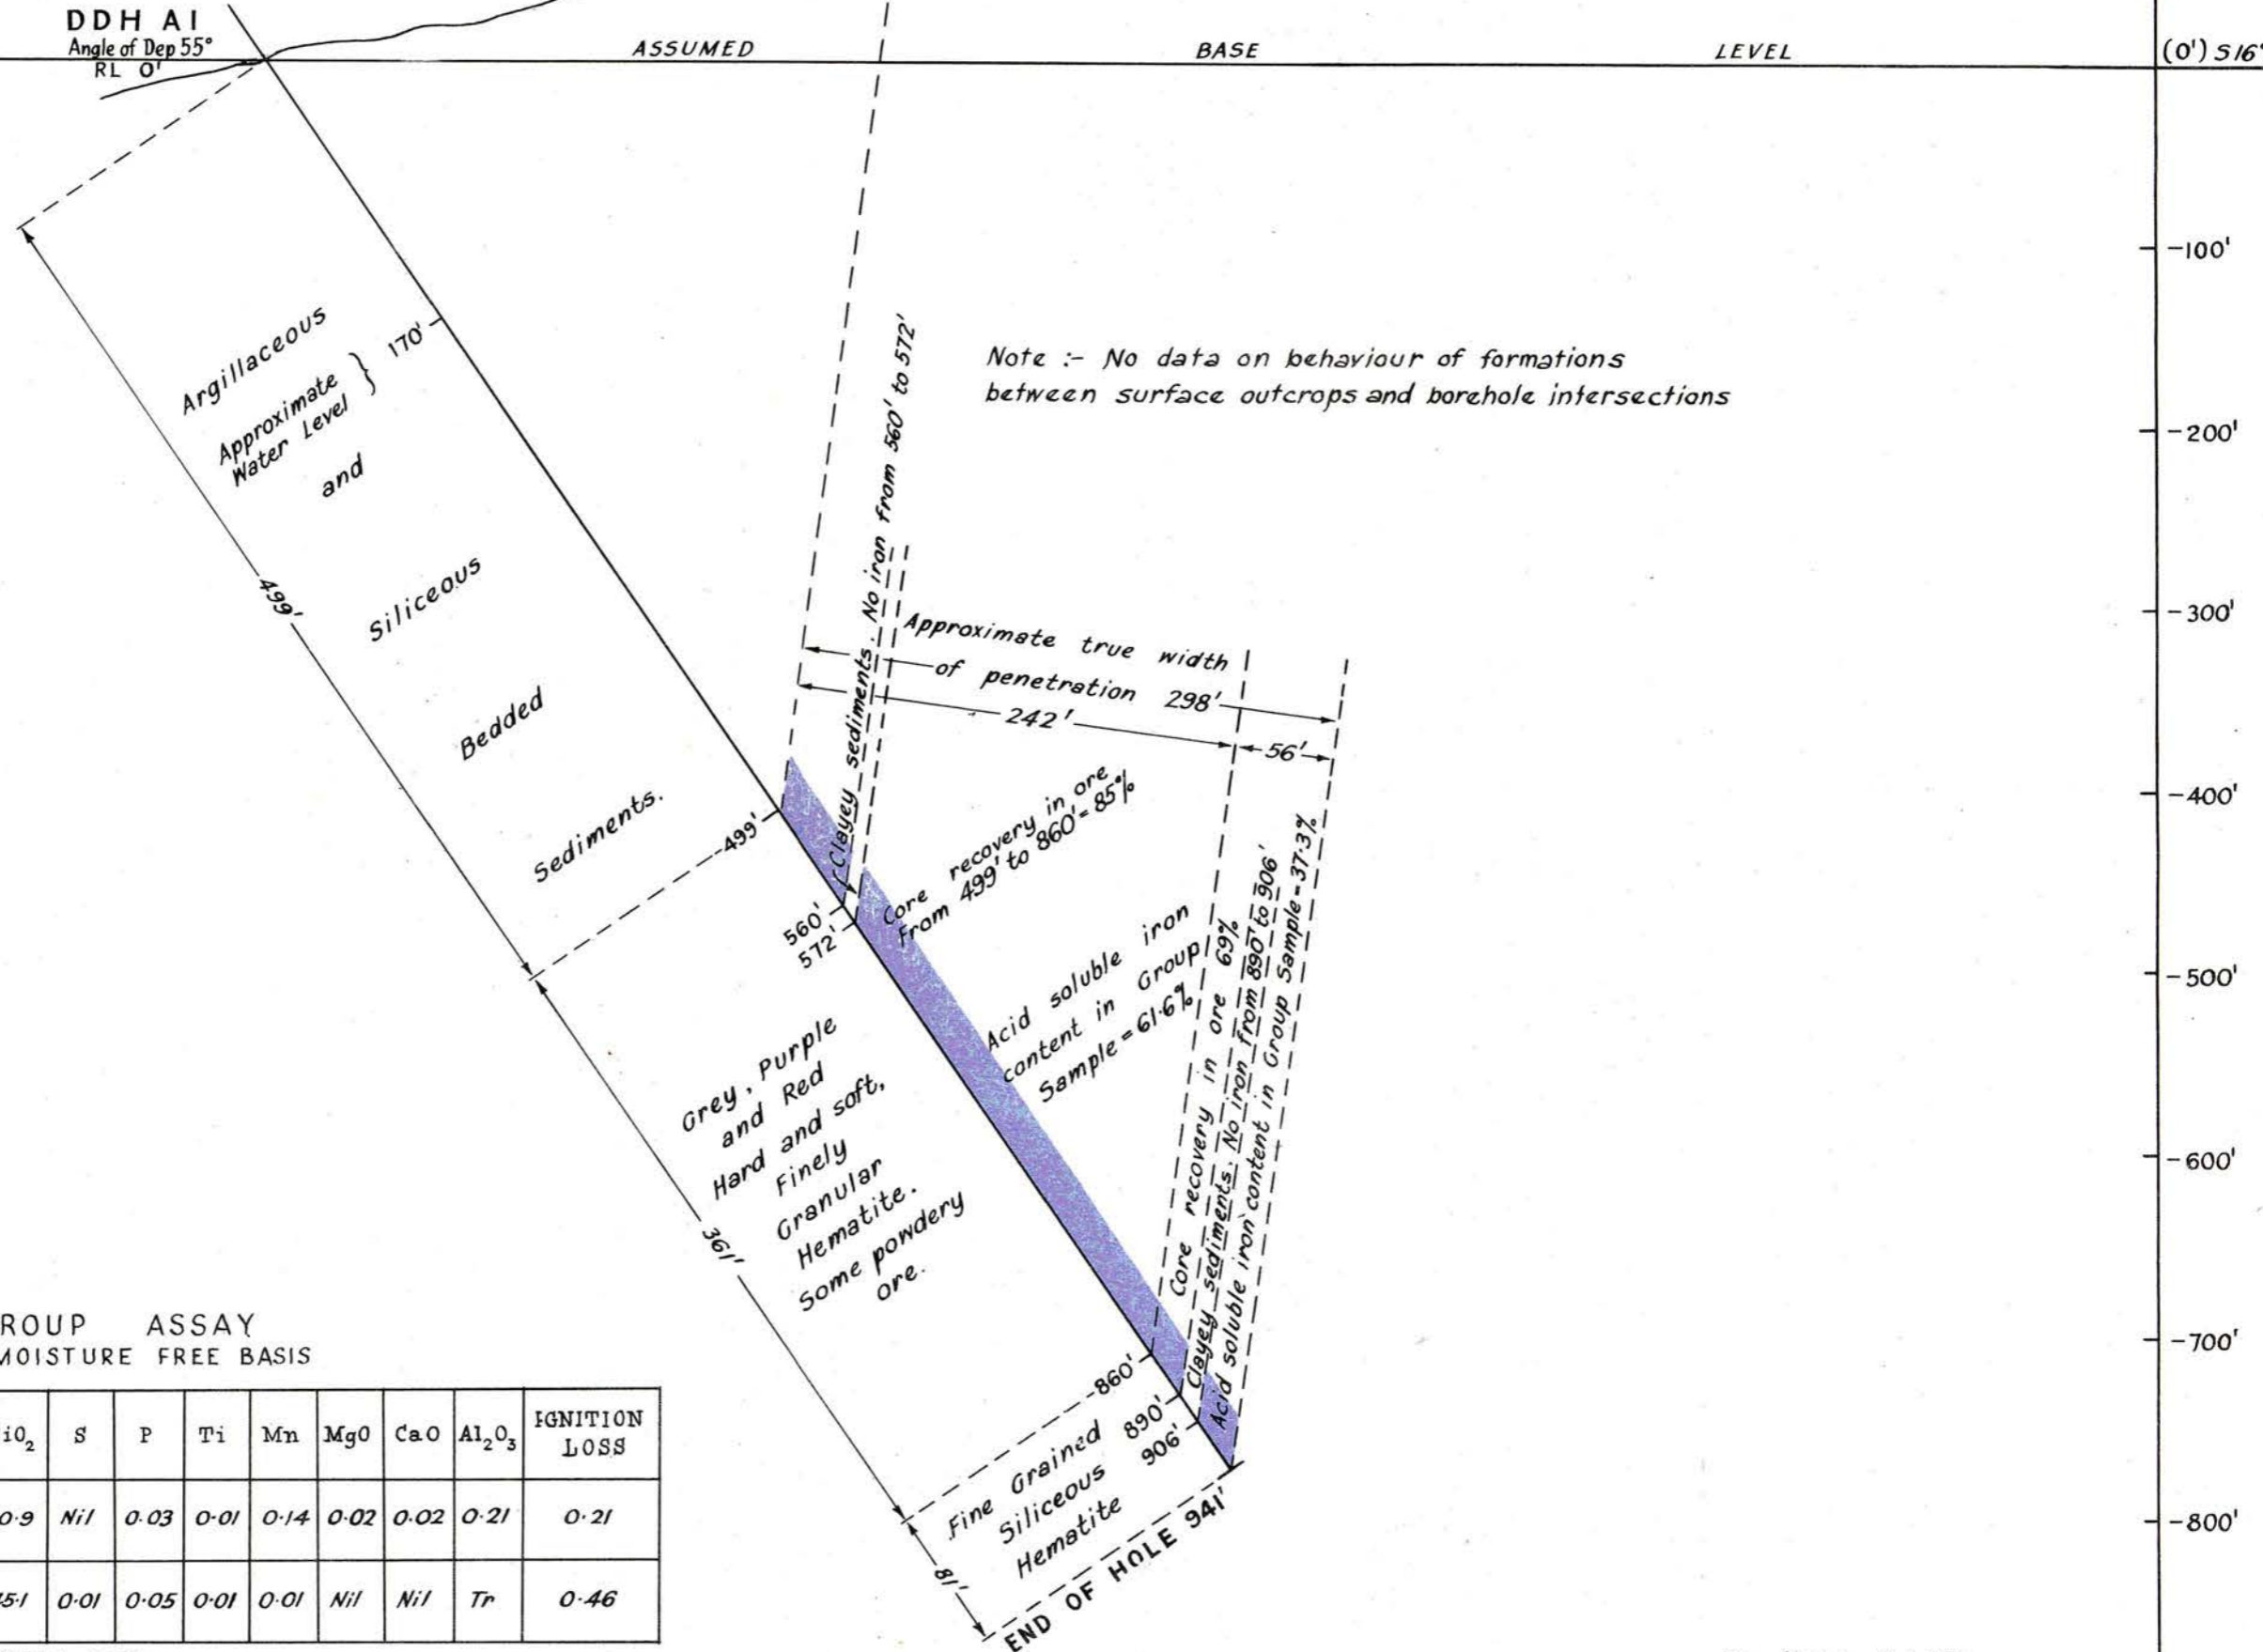 DDH A1
Angle of Dep 55°
RL 0'
ASSUMED BASE LEVEL
(0') S16°
-100'
-200'
-300'
-400'
-500'
-600'
-700'
-800'
Note :- No data on behaviour of formations
between surface outcrops and borehole intersections
Argillaceous
Approximate
Water Level } 170'
and
Siliceous
Bedded
Sediments.
499'
499'
560'
572'
Clayey sediments. No iron from 560' to 572'
Approximate true width
of penetration 298'
242'
56'
Core recovery in ore
From 499' to 860' = 85%
Acid soluble iron
content in Group
Sample = 61.6%
Core recovery in ore 69%
Clayey sediments. No iron from 890' to 906'
Acid soluble iron content in Group Sample = 37.3%
Grey, Purple
and Red
Hard and soft,
Finely
Granular
Hematite.
Some powdery
ore.
361'
860'
890'
906'
Fine Grained
Siliceous
Hematite
81'
END OF HOLE 941'
ROUP ASSAY
MOISTURE FREE BASIS
iO₂ S P Ti Mn MgO CaO Al₂O₃ IGNITION
LOSS
0.9 Nil 0.03 0.01 0.14 0.02 0.02 0.21 0.21
5.1 0.01 0.05 0.01 0.01 Nil Nil Tr 0.46